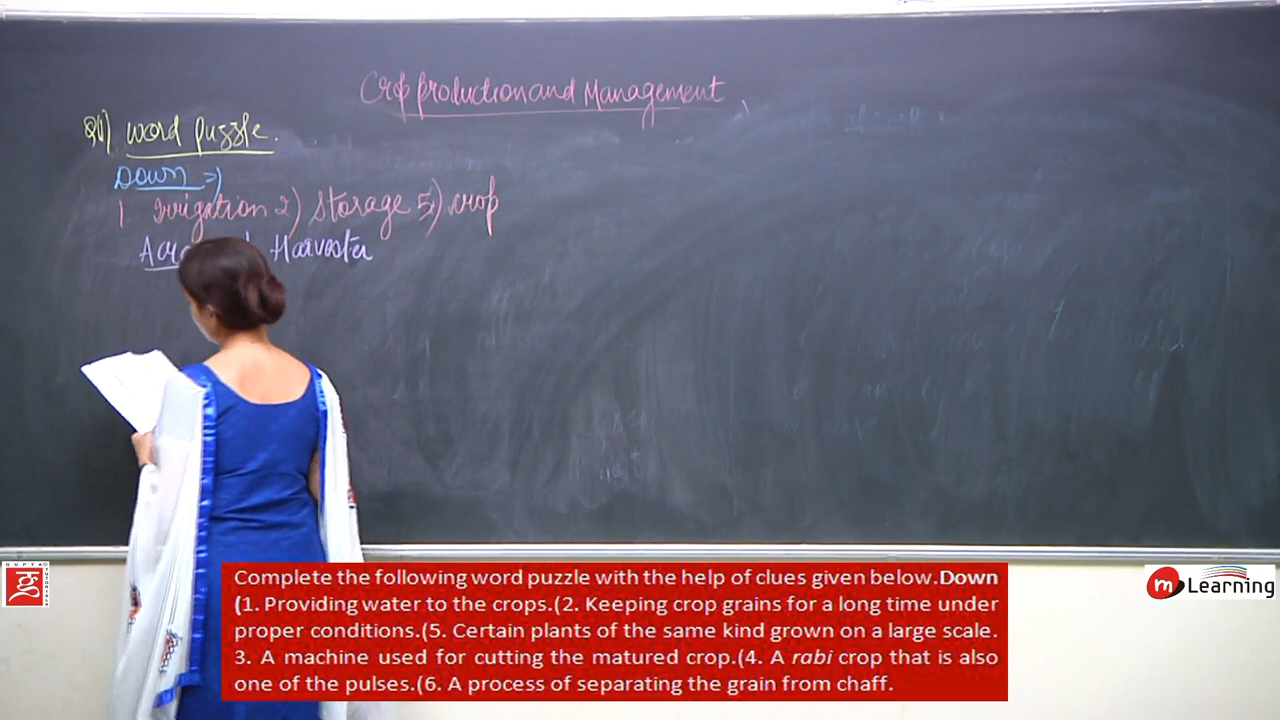 Crop production and Management
Q11) Word puzzle.
Down =>
1. Irrigation 2) Storage 5) crop
Harvester
Complete the following word puzzle with the help of clues given below.Down
(1. Providing water to the crops.(2. Keeping crop grains for a long time under
proper conditions.(5. Certain plants of the same kind grown on a large scale.
3. A machine used for cutting the matured crop.(4. A rabi crop that is also
one of the pulses.(6. A process of separating the grain from chaff.
GUPTA
TUTORIALS
ग
m Learning